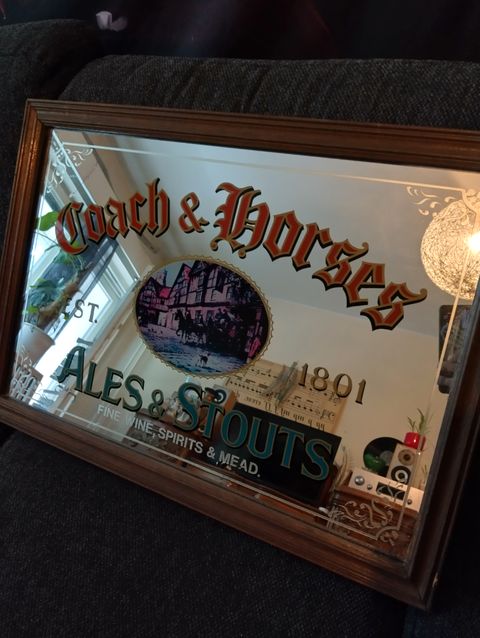 Coach & Horses
EST. 1801
ALES & STOUTS
FINE WINE, SPIRITS & MEAD.